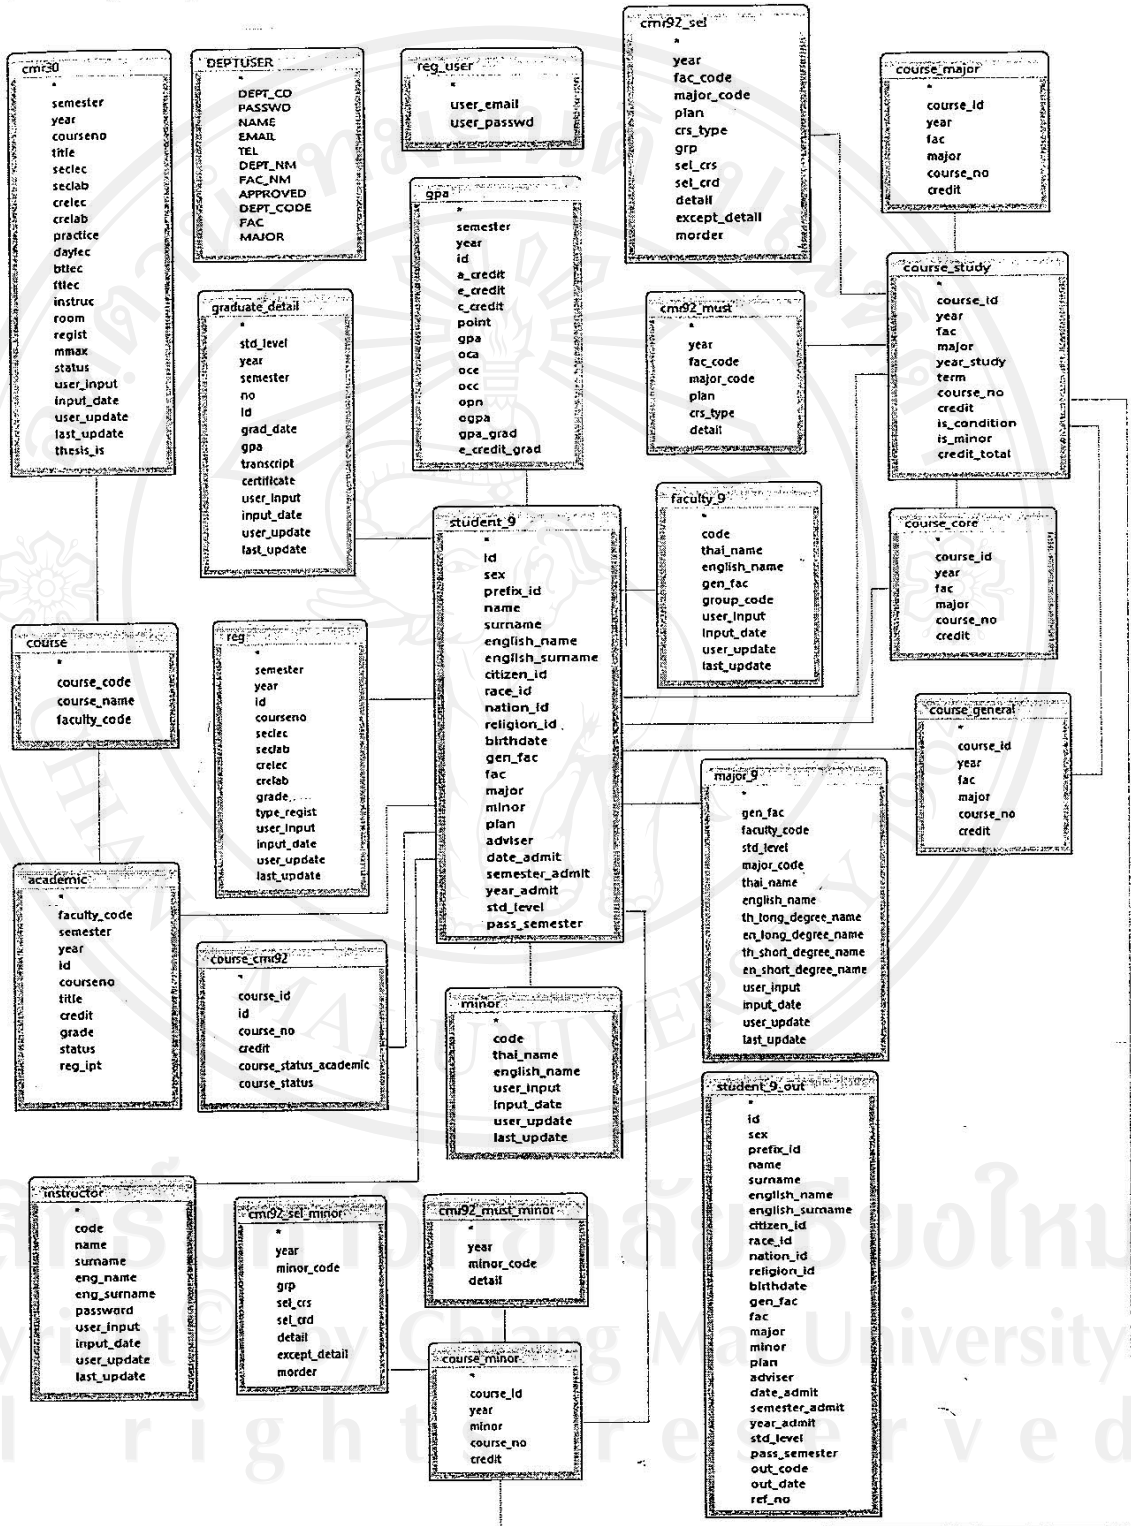 cmr30
*
semester
year
courseno
title
seclec
seclab
crelec
crelab
practice
daylec
btlec
ftlec
instruc
room
regist
mmax
status
user_input
input_date
user_update
last_update
thesis_is
DEPTUSER
*
DEPT_CD
PASSWD
NAME
EMAIL
TEL
DEPT_NM
FAC_NM
APPROVED
DEPT_CODE
FAC
MAJOR
reg_user
*
user_email
user_passwd
cmr92_sel
*
year
fac_code
major_code
plan
crs_type
grp
sel_crs
sel_crd
detail
except_detail
morder
course_major
*
course_id
year
fac
major
course_no
credit
gpa
*
semester
year
id
a_credit
e_credit
c_credit
point
gpa
oca
oce
occ
opn
ogpa
gpa_grad
e_credit_grad
graduate_detail
*
std_level
year
semester
no
id
grad_date
gpa
transcript
certificate
user_input
input_date
user_update
last_update
cmr92_must
*
year
fac_code
major_code
plan
crs_type
detail
course_study
*
course_id
year
fac
major
year_study
term
course_no
credit
is_condition
is_minor
credit_total
student_9
*
id
sex
prefix_id
name
surname
english_name
english_surname
citizen_id
race_id
nation_id
religion_id
birthdate
gen_fac
fac
major
minor
plan
adviser
date_admit
semester_admit
year_admit
std_level
pass_semester
faculty_9
*
code
thai_name
english_name
gen_fac
group_code
user_input
input_date
user_update
last_update
course_core
*
course_id
year
fac
major
course_no
credit
course
*
course_code
course_name
faculty_code
reg
*
semester
year
id
courseno
seclec
seclab
crelec
crelab
grade
type_regist
user_input
input_date
user_update
last_update
course_general
*
course_id
year
fac
major
course_no
credit
major_9
*
gen_fac
faculty_code
std_level
major_code
thai_name
english_name
th_long_degree_name
en_long_degree_name
th_short_degree_name
en_short_degree_name
user_input
input_date
user_update
last_update
academic
*
faculty_code
semester
year
id
courseno
title
credit
grade
status
reg_ipt
course_cmr92
*
course_id
id
course_no
credit
course_status_academic
course_status
minor
*
code
thai_name
english_name
user_input
input_date
user_update
last_update
student_9_out
*
id
sex
prefix_id
name
surname
english_name
english_surname
citizen_id
race_id
nation_id
religion_id
birthdate
gen_fac
fac
major
minor
plan
adviser
date_admit
semester_admit
year_admit
std_level
pass_semester
out_code
out_date
ref_no
instructor
*
code
name
surname
eng_name
eng_surname
password
user_input
input_date
user_update
last_update
cmr92_sel_minor
*
year
minor_code
grp
sel_crs
sel_crd
detail
except_detail
morder
cmr92_must_minor
*
year
minor_code
detail
course_minor
*
course_id
year
minor
course_no
credit
CHIANG MAI UNIVERSITY
© by Chiang Mai University
rights reserved